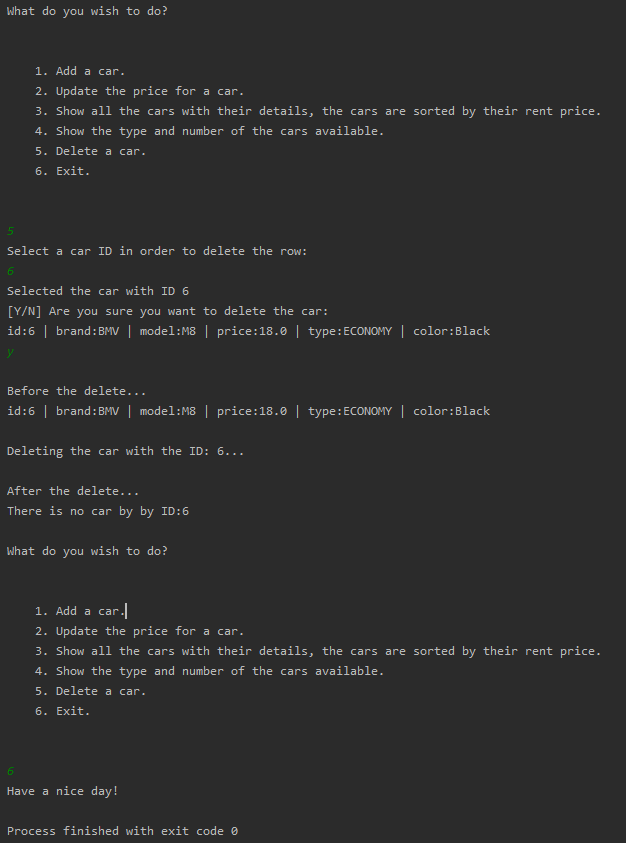 What do you wish to do?
1. Add a car.
2. Update the price for a car.
3. Show all the cars with their details, the cars are sorted by their rent price.
4. Show the type and number of the cars available.
5. Delete a car.
6. Exit.
5
Select a car ID in order to delete the row:
6
Selected the car with ID 6
[Y/N] Are you sure you want to delete the car:
id:6 | brand:BMV | model:M8 | price:18.0 | type:ECONOMY | color:Black
y
Before the delete...
id:6 | brand:BMV | model:M8 | price:18.0 | type:ECONOMY | color:Black
Deleting the car with the ID: 6...
After the delete...
There is no car by by ID:6
What do you wish to do?
1. Add a car.
2. Update the price for a car.
3. Show all the cars with their details, the cars are sorted by their rent price.
4. Show the type and number of the cars available.
5. Delete a car.
6. Exit.
6
Have a nice day!
Process finished with exit code 0